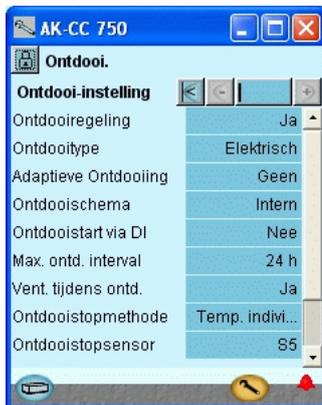 AK-CC 750
Ontdooi.
Ontdooi-instelling
Ontdooiregeling Ja
Ontdooitype Elektrisch
Adaptieve Ontdooiing Geen
Ontdooischema Intern
Ontdooistart via DI Nee
Max. ontd. interval 24 h
Vent. tijdens ontd. Ja
Ontdooistopmethode Temp. indivi...
Ontdooistopsensor S5